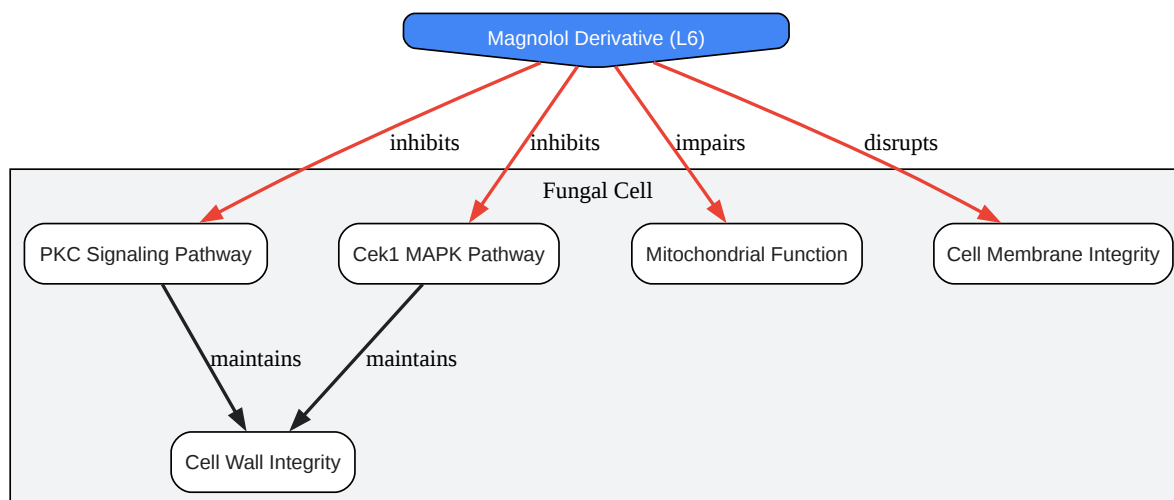 Magnolol Derivative (L6)
inhibits
inhibits
impairs
disrupts
Fungal Cell
PKC Signaling Pathway
Cek1 MAPK Pathway
Mitochondrial Function
Cell Membrane Integrity
maintains
maintains
Cell Wall Integrity